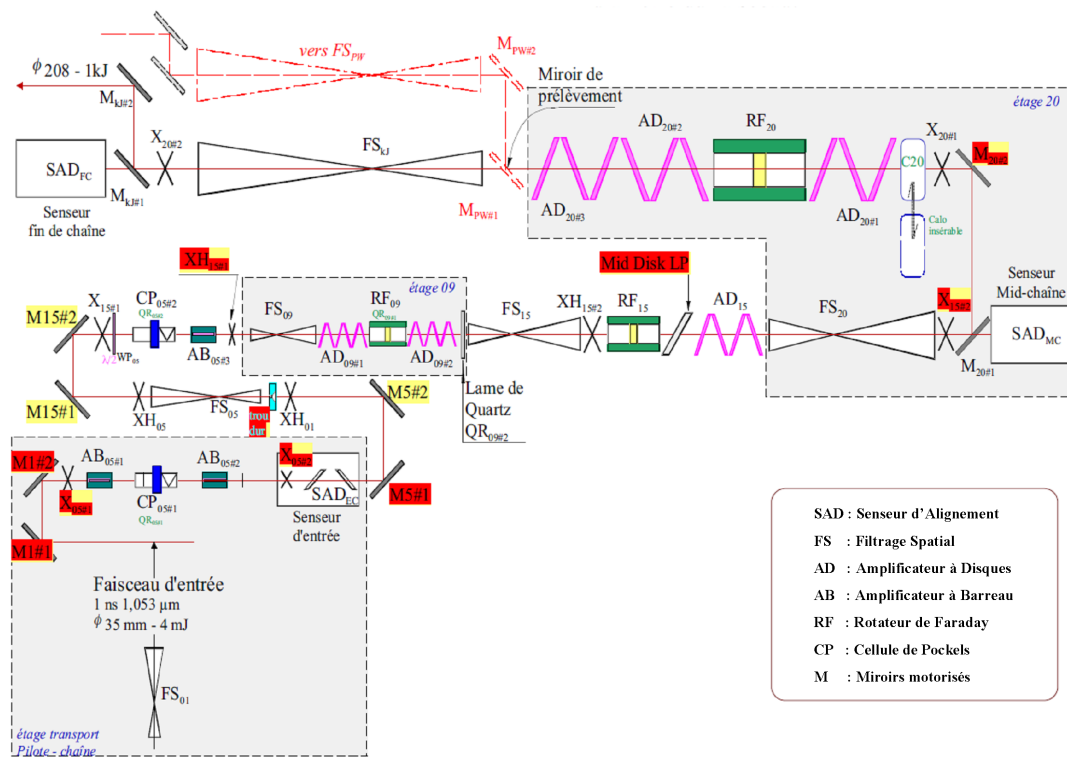 vers FS_PW
M_PW#2
Miroir de
prélèvement
ϕ 208 - 1kJ
M_kJ#2
étage 20
X_20#2
FS_kJ
AD_20#2
RF_20
X_20#1
M_20#2
SAD_FC
C20
M_kJ#1
M_PW#1
AD_20#3
AD_20#1
Senseur
fin de chaîne
Calo
insérable
XH_15#1
Mid Disk LP
Senseur
Mid-chaîne
étage 09
M15#2
X_15#1
CP_05#2
FS_09
RF_09
FS_15
XH_15#2
RF_15
AD_15
FS_20
X_15#2
SAD_MC
λ/2
WP_05
AB_05#3
AD_09#1
AD_09#2
M_20#1
M15#1
XH_05
FS_05
trou
dur
XH_01
M5#2
Lame de
Quartz
QR_09#2
M1#2
AB_05#1
AB_05#2
X_05#2
X_05#1
CP_05#1
SAD_EC
M5#1
Senseur
d'entrée
M1#1
Faisceau d'entrée
1 ns 1,053 µm
ϕ 35 mm - 4 mJ
FS_01
étage transport
Pilote - chaîne
SAD : Senseur d'Alignement
FS : Filtrage Spatial
AD : Amplificateur à Disques
AB : Amplificateur à Barreau
RF : Rotateur de Faraday
CP : Cellule de Pockels
M : Miroirs motorisés